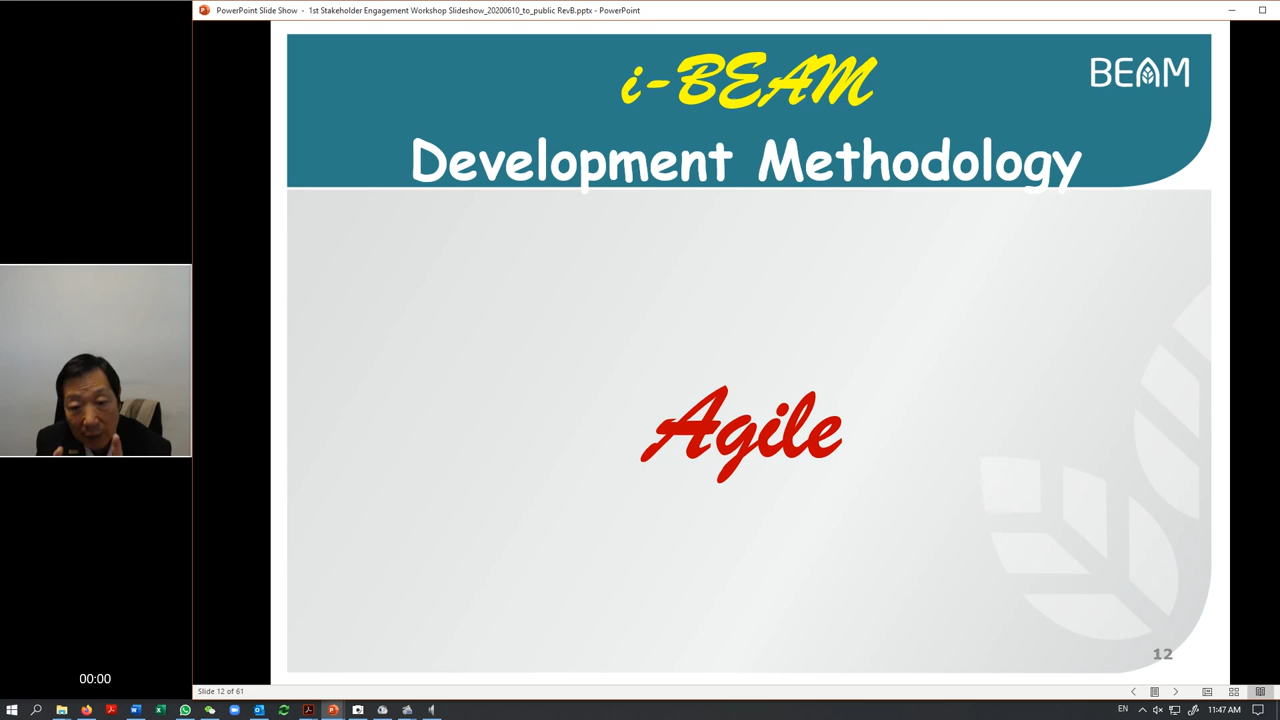 PowerPoint Slide Show - 1st Stakeholder Engagement Workshop Slideshow_20200610_to_public RevB.pptx - PowerPoint
i-BEAM
BEAM
Development Methodology
Agile
12
00:00
Slide 12 of 61
EN
11:47 AM